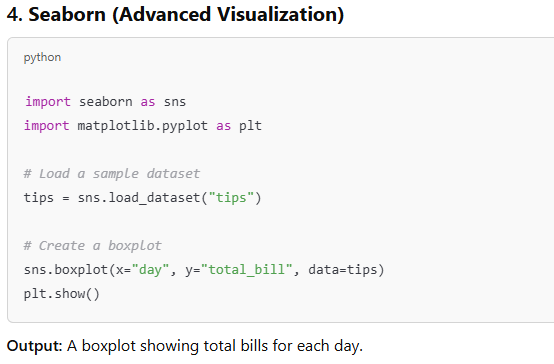 4. Seaborn (Advanced Visualization)
python
import seaborn as sns
import matplotlib.pyplot as plt
# Load a sample dataset
tips = sns.load_dataset("tips")
# Create a boxplot
sns.boxplot(x="day", y="total_bill", data=tips)
plt.show()
Output: A boxplot showing total bills for each day.